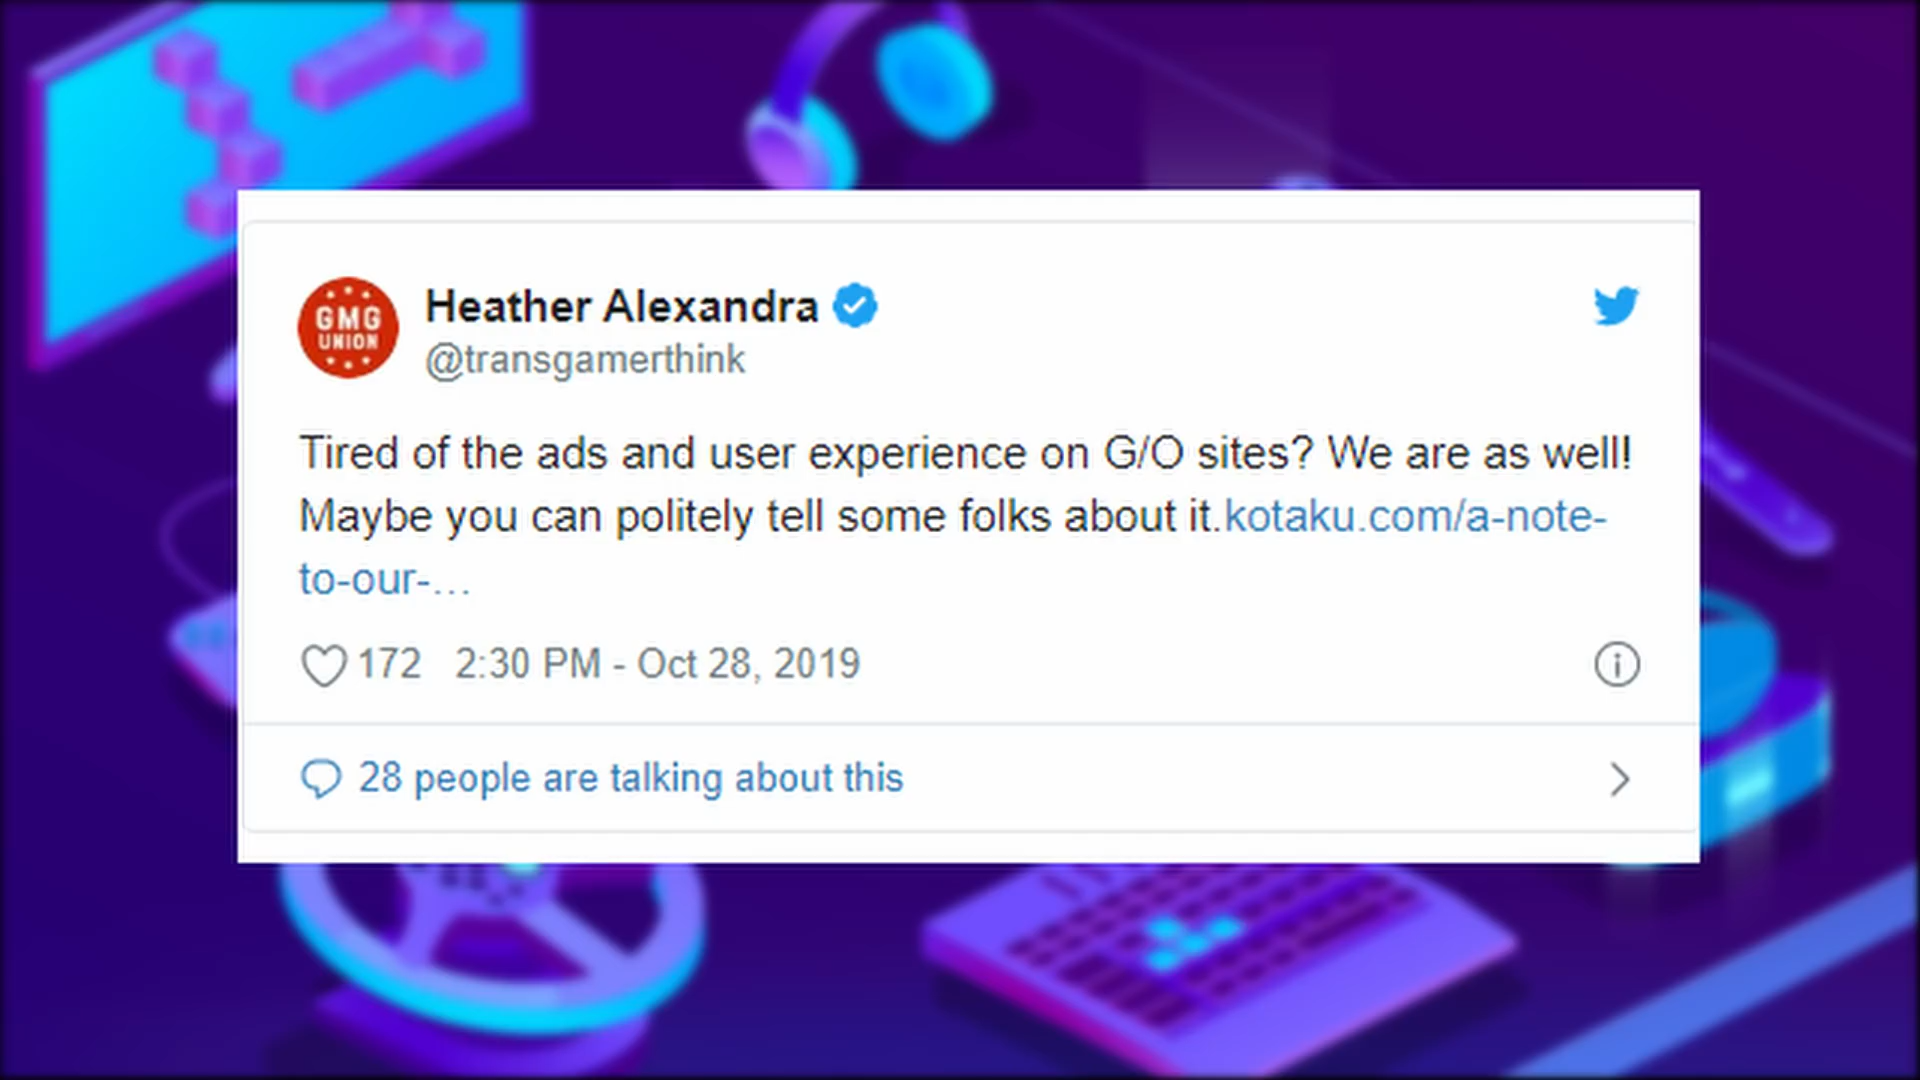 GMG
UNION
Heather Alexandra
@transgamerthink
Tired of the ads and user experience on G/O sites? We are as well!
Maybe you can politely tell some folks about it.kotaku.com/a-note-
to-our-...
172 2:30 PM - Oct 28, 2019
28 people are talking about this